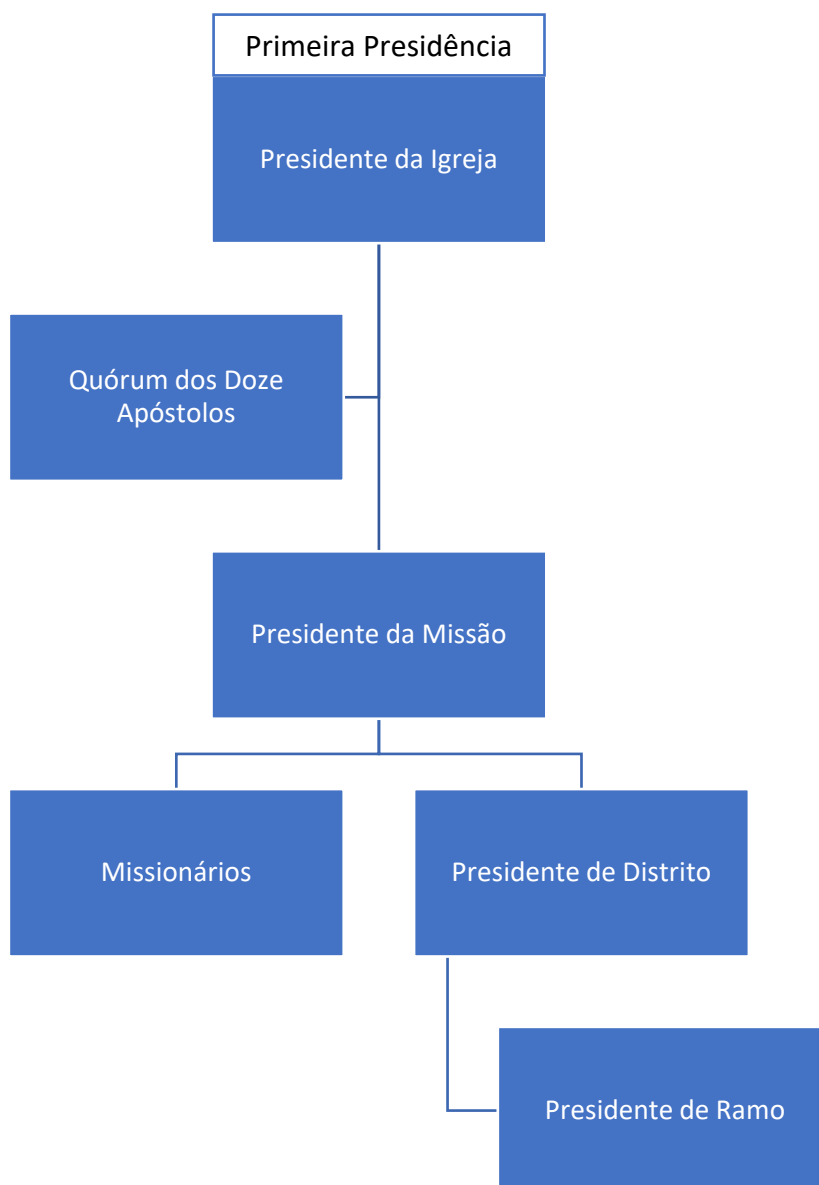 Primeira Presidência
Presidente da Igreja
Quórum dos Doze
Apóstolos
Presidente da Missão
Missionários
Presidente de Distrito
Presidente de Ramo